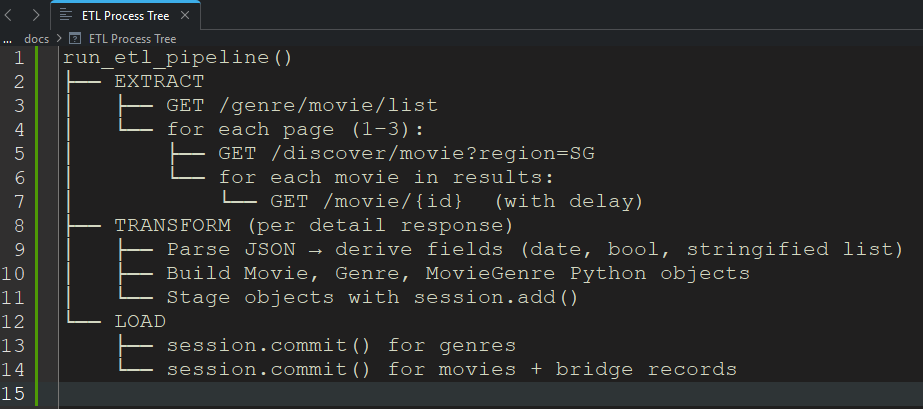 ETL Process Tree ×
... docs > ETL Process Tree
1 run_etl_pipeline()
2 ├── EXTRACT
3 │   ├── GET /genre/movie/list
4 │   └── for each page (1–3):
5 │       ├── GET /discover/movie?region=SG
6 │       └── for each movie in results:
7 │           └── GET /movie/{id}  (with delay)
8 ├── TRANSFORM (per detail response)
9 │   ├── Parse JSON → derive fields (date, bool, stringified list)
10 │   ├── Build Movie, Genre, MovieGenre Python objects
11 │   └── Stage objects with session.add()
12 └── LOAD
13     ├── session.commit() for genres
14     └── session.commit() for movies + bridge records
15